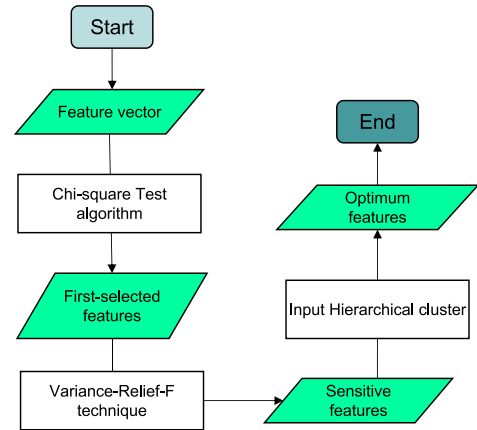 Start
Feature vector
Chi-square Test
algorithm
First-selected
features
Variance-Relief-F
technique
Sensitive
features
Input Hierarchical cluster
Optimum
features
End